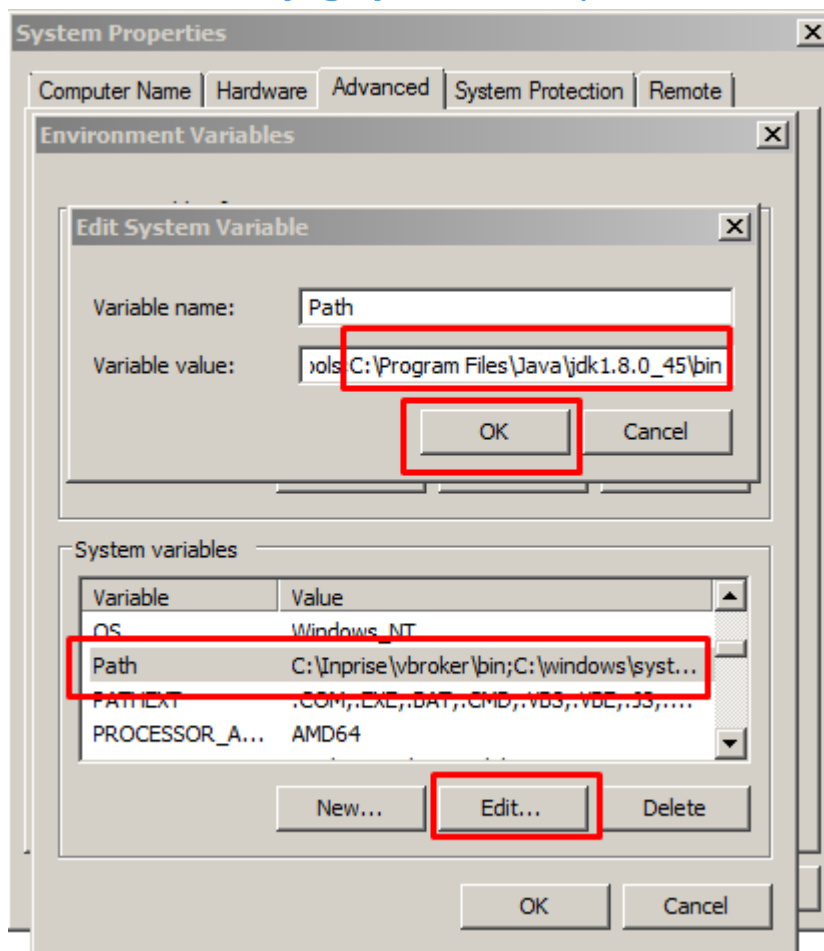 System Properties
Computer Name Hardware Advanced System Protection Remote
Environment Variables
Edit System Variable
Variable name: Path
Variable value: ools;C:\Program Files\Java\jdk1.8.0_45\bin
OK Cancel
System variables
Variable Value
OS Windows_NT
Path C:\Inprise\vbroker\bin;C:\windows\syst...
PATHEXT .COM;.EXE;.BAT;.CMD;.VBS;.VBE;.JS;....
PROCESSOR_A... AMD64
New... Edit... Delete
OK Cancel